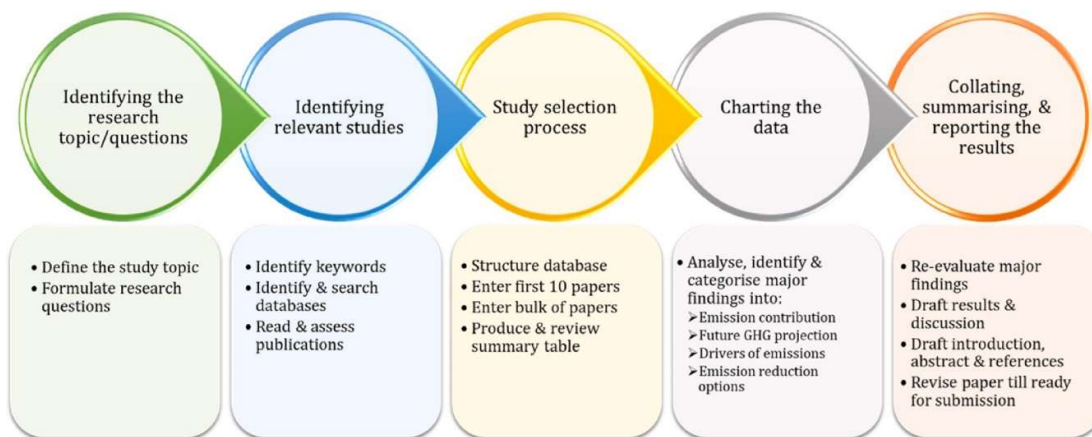 Identifying the
research
topic/questions
Identifying
relevant studies
Study selection
process
Charting the
data
Collating,
summarising, &
reporting the
results
• Define the study topic
• Formulate research
questions
• Identify keywords
• Identify & search
databases
• Read & assess
publications
• Structure database
• Enter first 10 papers
• Enter bulk of papers
• Produce & review
summary table
• Analyse, identify &
categorise major
findings into:
➢Emission contribution
➢Future GHG projection
➢Drivers of emissions
➢Emission reduction
options
• Re-evaluate major
findings
• Draft results &
discussion
• Draft introduction,
abstract & references
• Revise paper till ready
for submission